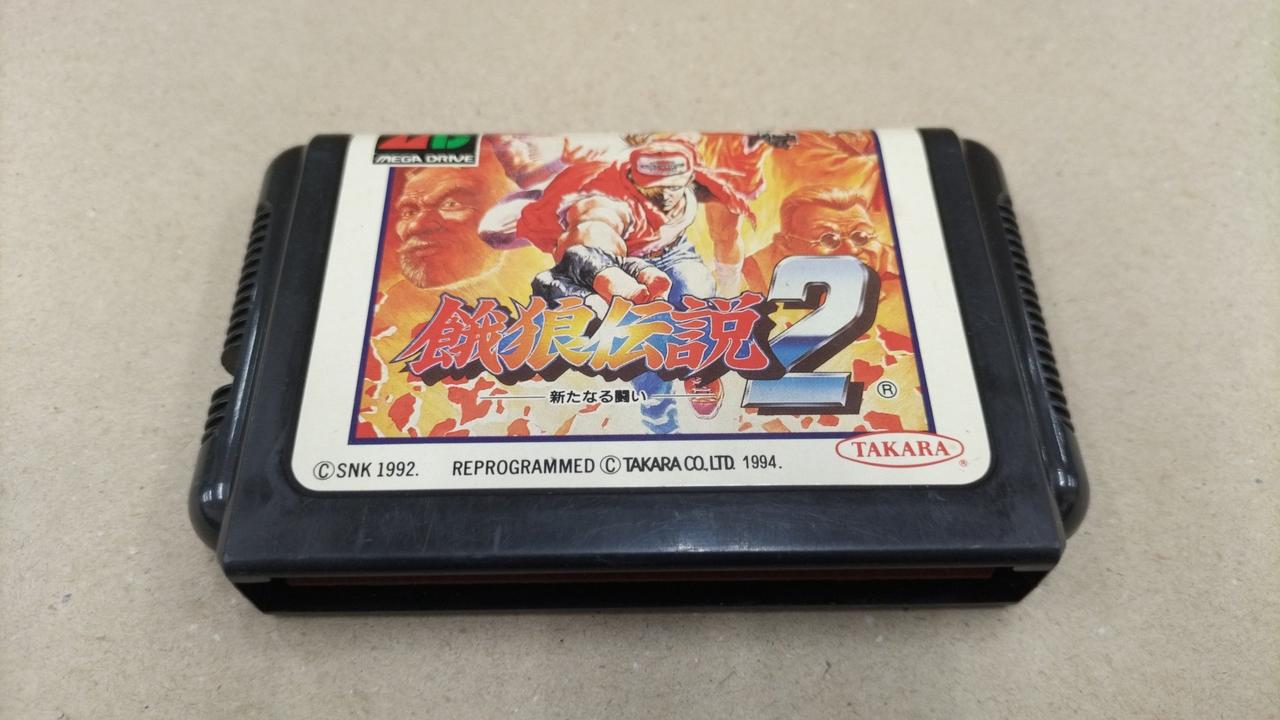 MEGA DRIVE
餓狼伝説2
新たなる闘い
®
TAKARA®
©SNK 1992. REPROGRAMMED ©TAKARA CO.,LTD. 1994.